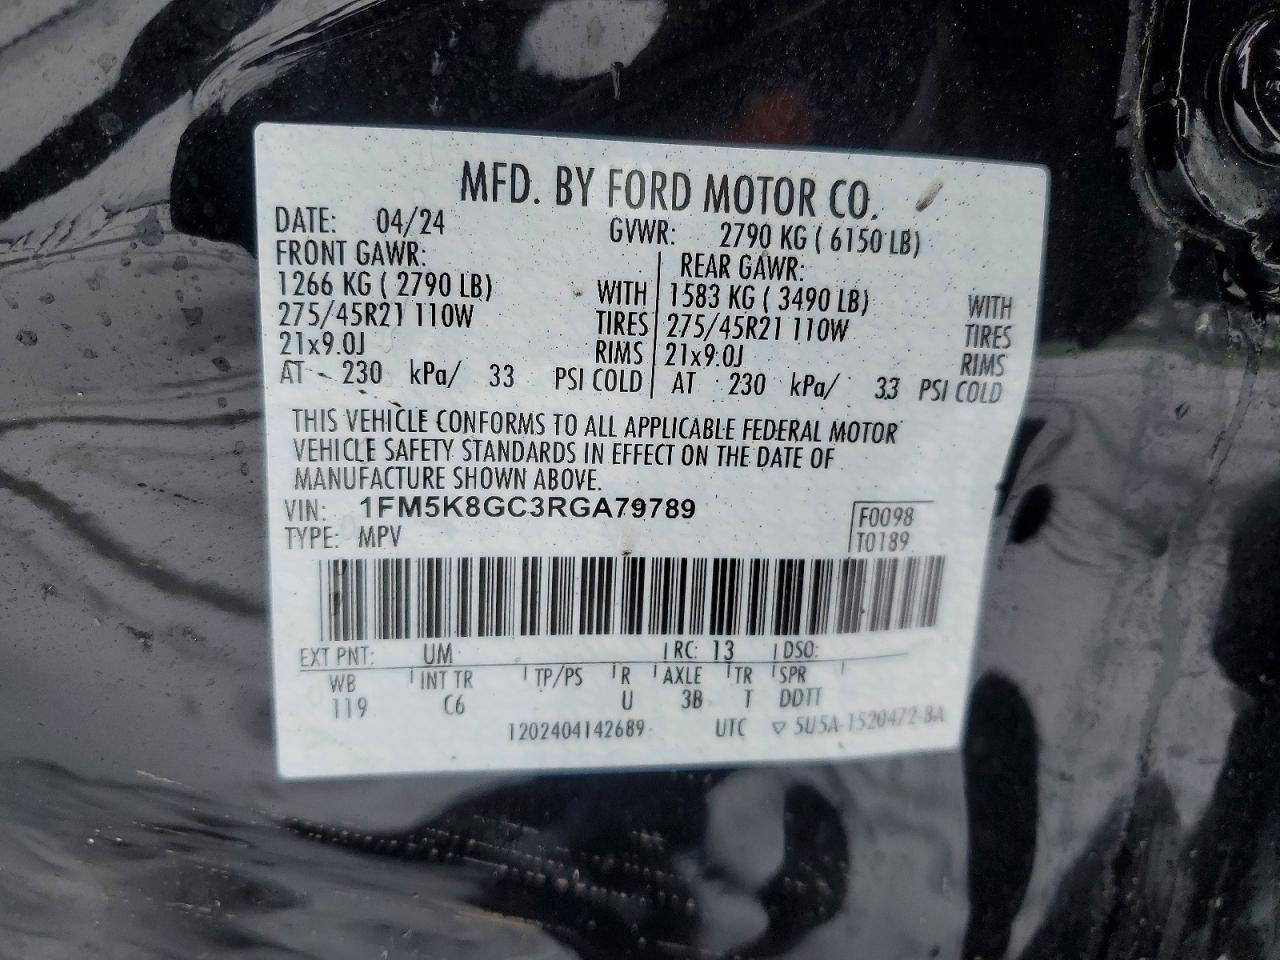 MFD. BY FORD MOTOR CO.
DATE: 04/24 GVWR: 2790 KG ( 6150 LB)
FRONT GAWR: REAR GAWR:
1266 KG ( 2790 LB) WITH 1583 KG ( 3490 LB) WITH
275/45R21 110W TIRES 275/45R21 110W TIRES
21x9.0J RIMS 21x9.0J RIMS
AT 230 kPa/ 33 PSI COLD AT 230 kPa/ 33 PSI COLD
THIS VEHICLE CONFORMS TO ALL APPLICABLE FEDERAL MOTOR
VEHICLE SAFETY STANDARDS IN EFFECT ON THE DATE OF
MANUFACTURE SHOWN ABOVE.
VIN: 1FM5K8GC3RGA79789
F0098
TYPE: MPV T0189
EXT PNT: UM RC: 13 DSO:
WB INT TR TP/PS R AXLE TR SPR
119 C6 U 3B T DDTT
1202404142689 UTC ▽ 5U5A-1520472-BA